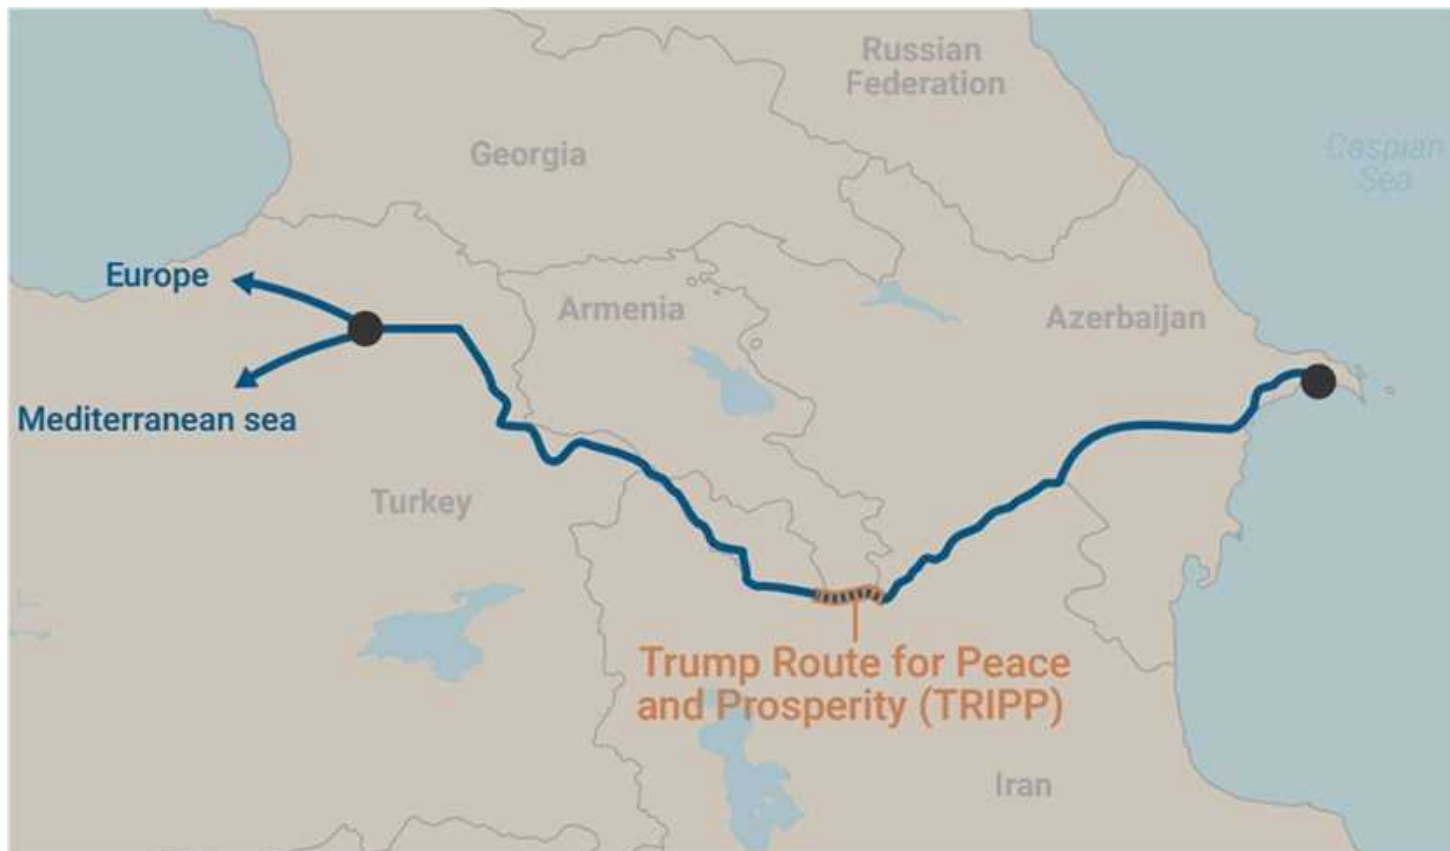 Russian
Federation
Georgia
Caspian
Sea
Europe
Armenia
Azerbaijan
Mediterranean sea
Turkey
Trump Route for Peace
and Prosperity (TRIPP)
Iran